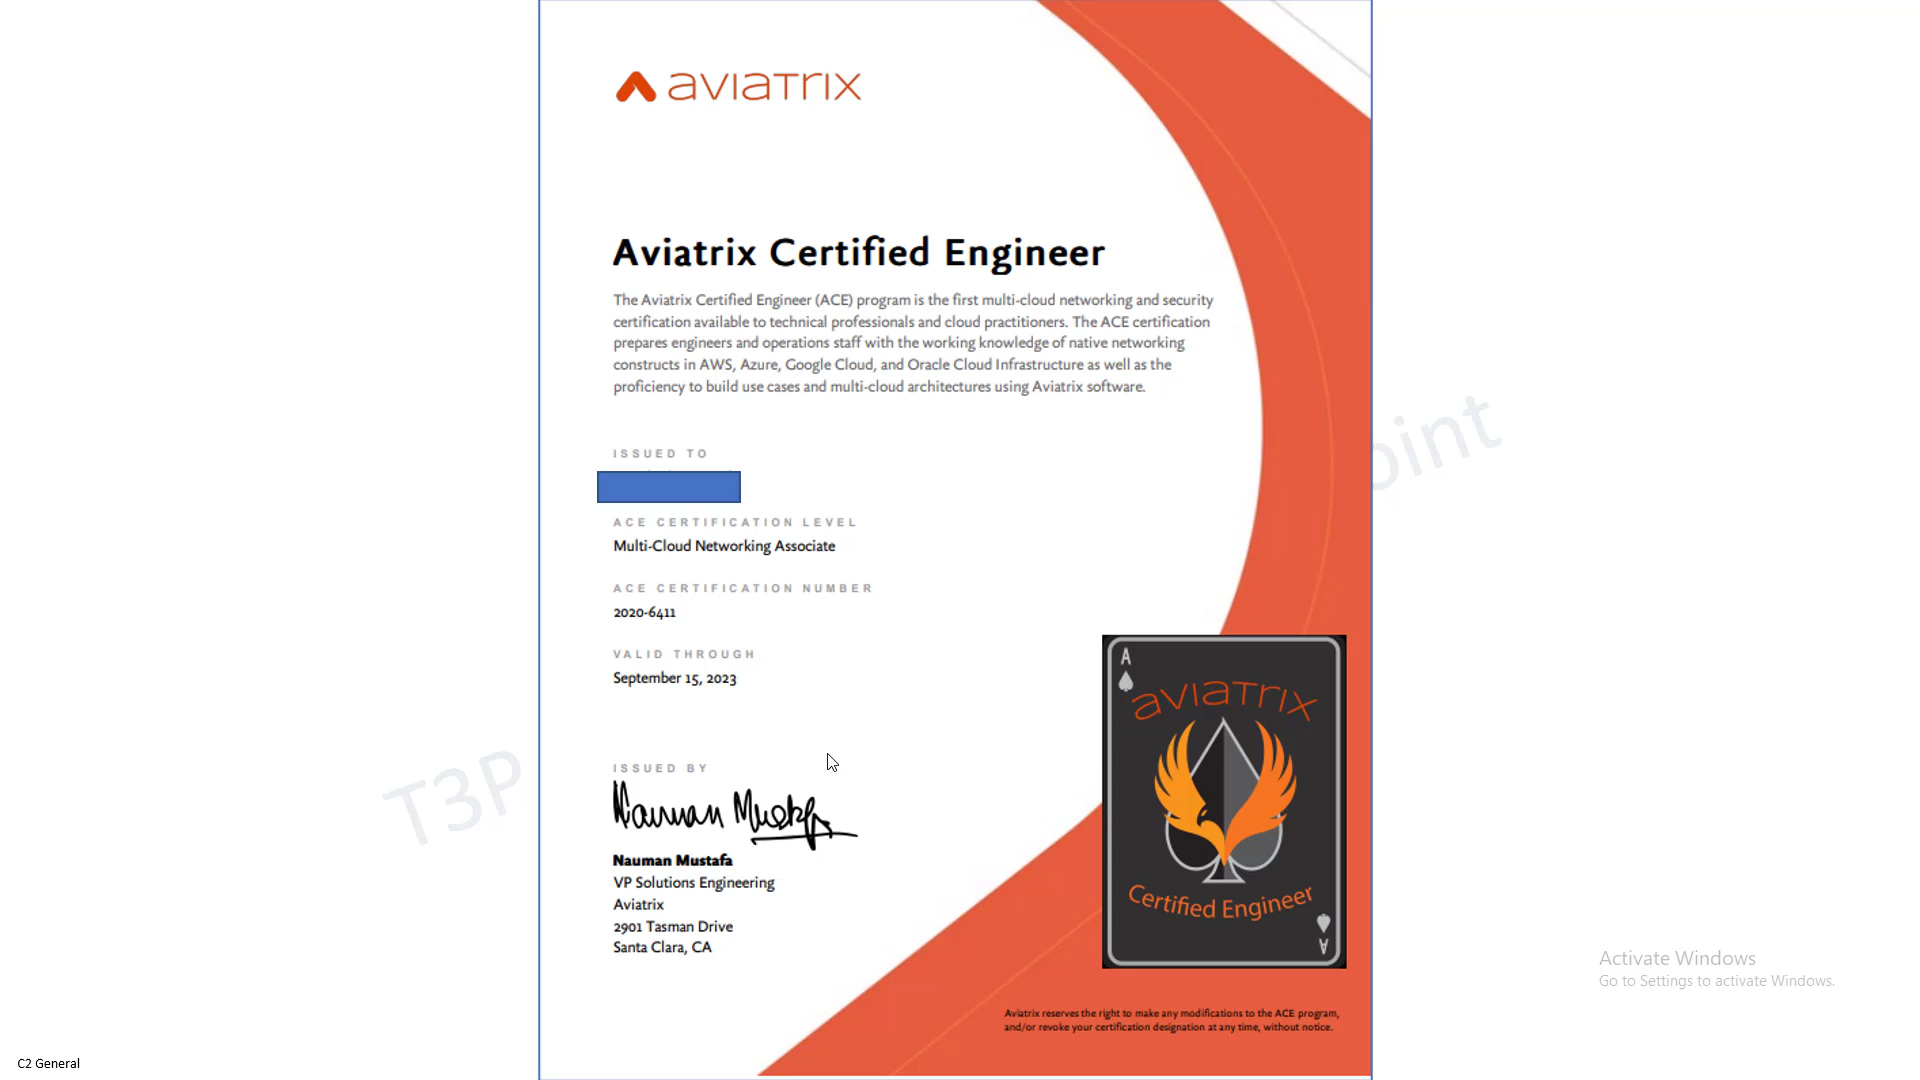 aviatrix
Aviatrix Certified Engineer
The Aviatrix Certified Engineer (ACE) program is the first multi-cloud networking and security
certification available to technical professionals and cloud practitioners. The ACE certification
prepares engineers and operations staff with the working knowledge of native networking
constructs in AWS, Azure, Google Cloud, and Oracle Cloud Infrastructure as well as the
proficiency to build use cases and multi-cloud architectures using Aviatrix software.
ISSUED TO
ACE CERTIFICATION LEVEL
Multi-Cloud Networking Associate
ACE CERTIFICATION NUMBER
2020-6411
VALID THROUGH
September 15, 2023
ISSUED BY
Nauman Mustafa
Nauman Mustafa
VP Solutions Engineering
Aviatrix
2901 Tasman Drive
Santa Clara, CA
A
aviatrix
Certified Engineer
A
Aviatrix reserves the right to make any modifications to the ACE program,
and/or revoke your certification designation at any time, without notice.
T3P
oint
Activate Windows
Go to Settings to activate Windows.
C2 General